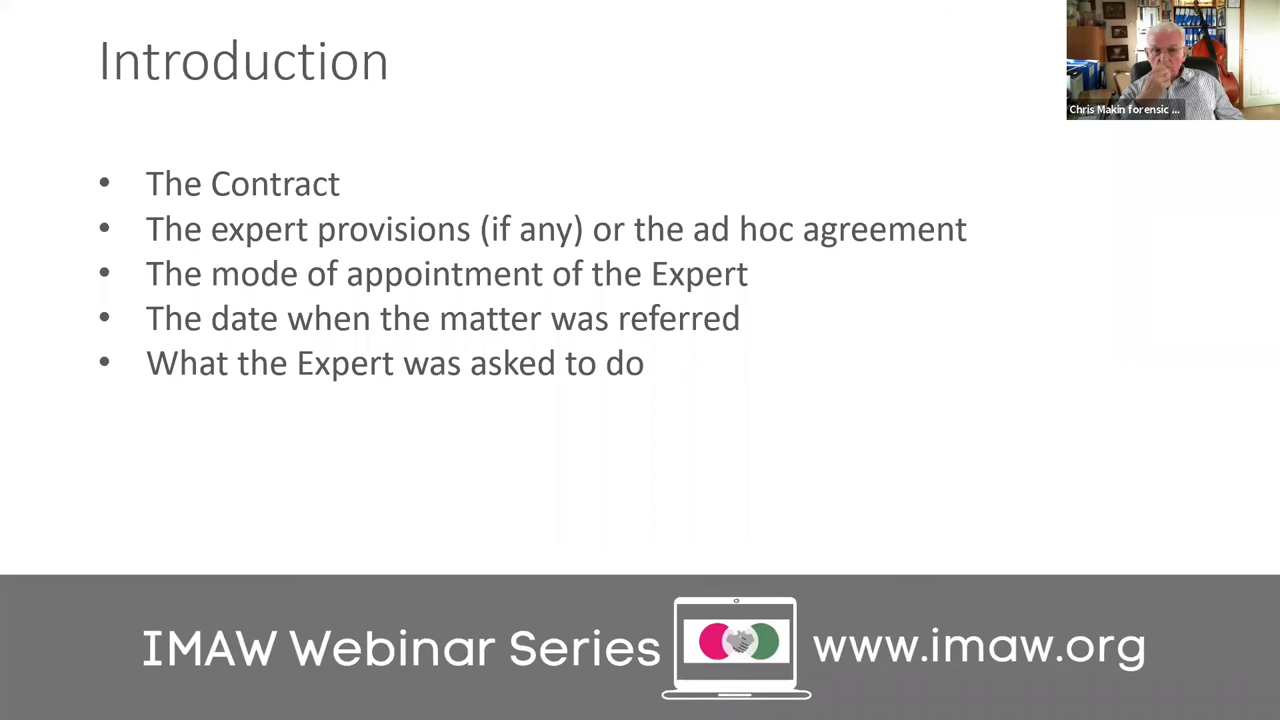 Introduction
Chris Makin forensic ...
• The Contract
• The expert provisions (if any) or the ad hoc agreement
• The mode of appointment of the Expert
• The date when the matter was referred
• What the Expert was asked to do
IMAW Webinar Series
www.imaw.org